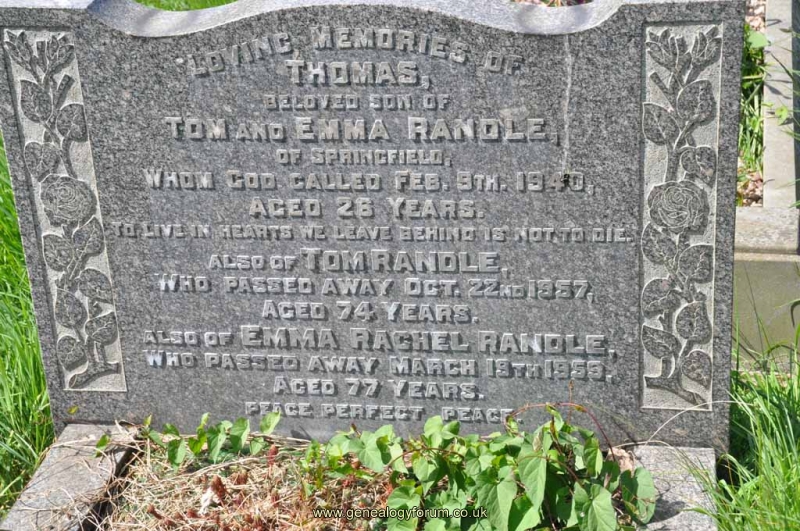 LOVING MEMORIES OF
THOMAS,
BELOVED SON OF
TOM AND EMMA RANDLE,
OF SPRINGFIELD,
WHOM GOD CALLED FEB. 9TH. 1940,
AGED 26 YEARS.
TO LIVE IN HEARTS WE LEAVE BEHIND IS NOT TO DIE.
ALSO OF TOM RANDLE,
WHO PASSED AWAY OCT. 22ND 1957,
AGED 74 YEARS.
ALSO OF EMMA RACHEL RANDLE,
WHO PASSED AWAY MARCH 19TH 1959,
AGED 77 YEARS.
PEACE PERFECT PEACE.
www.genealogyforum.co.uk